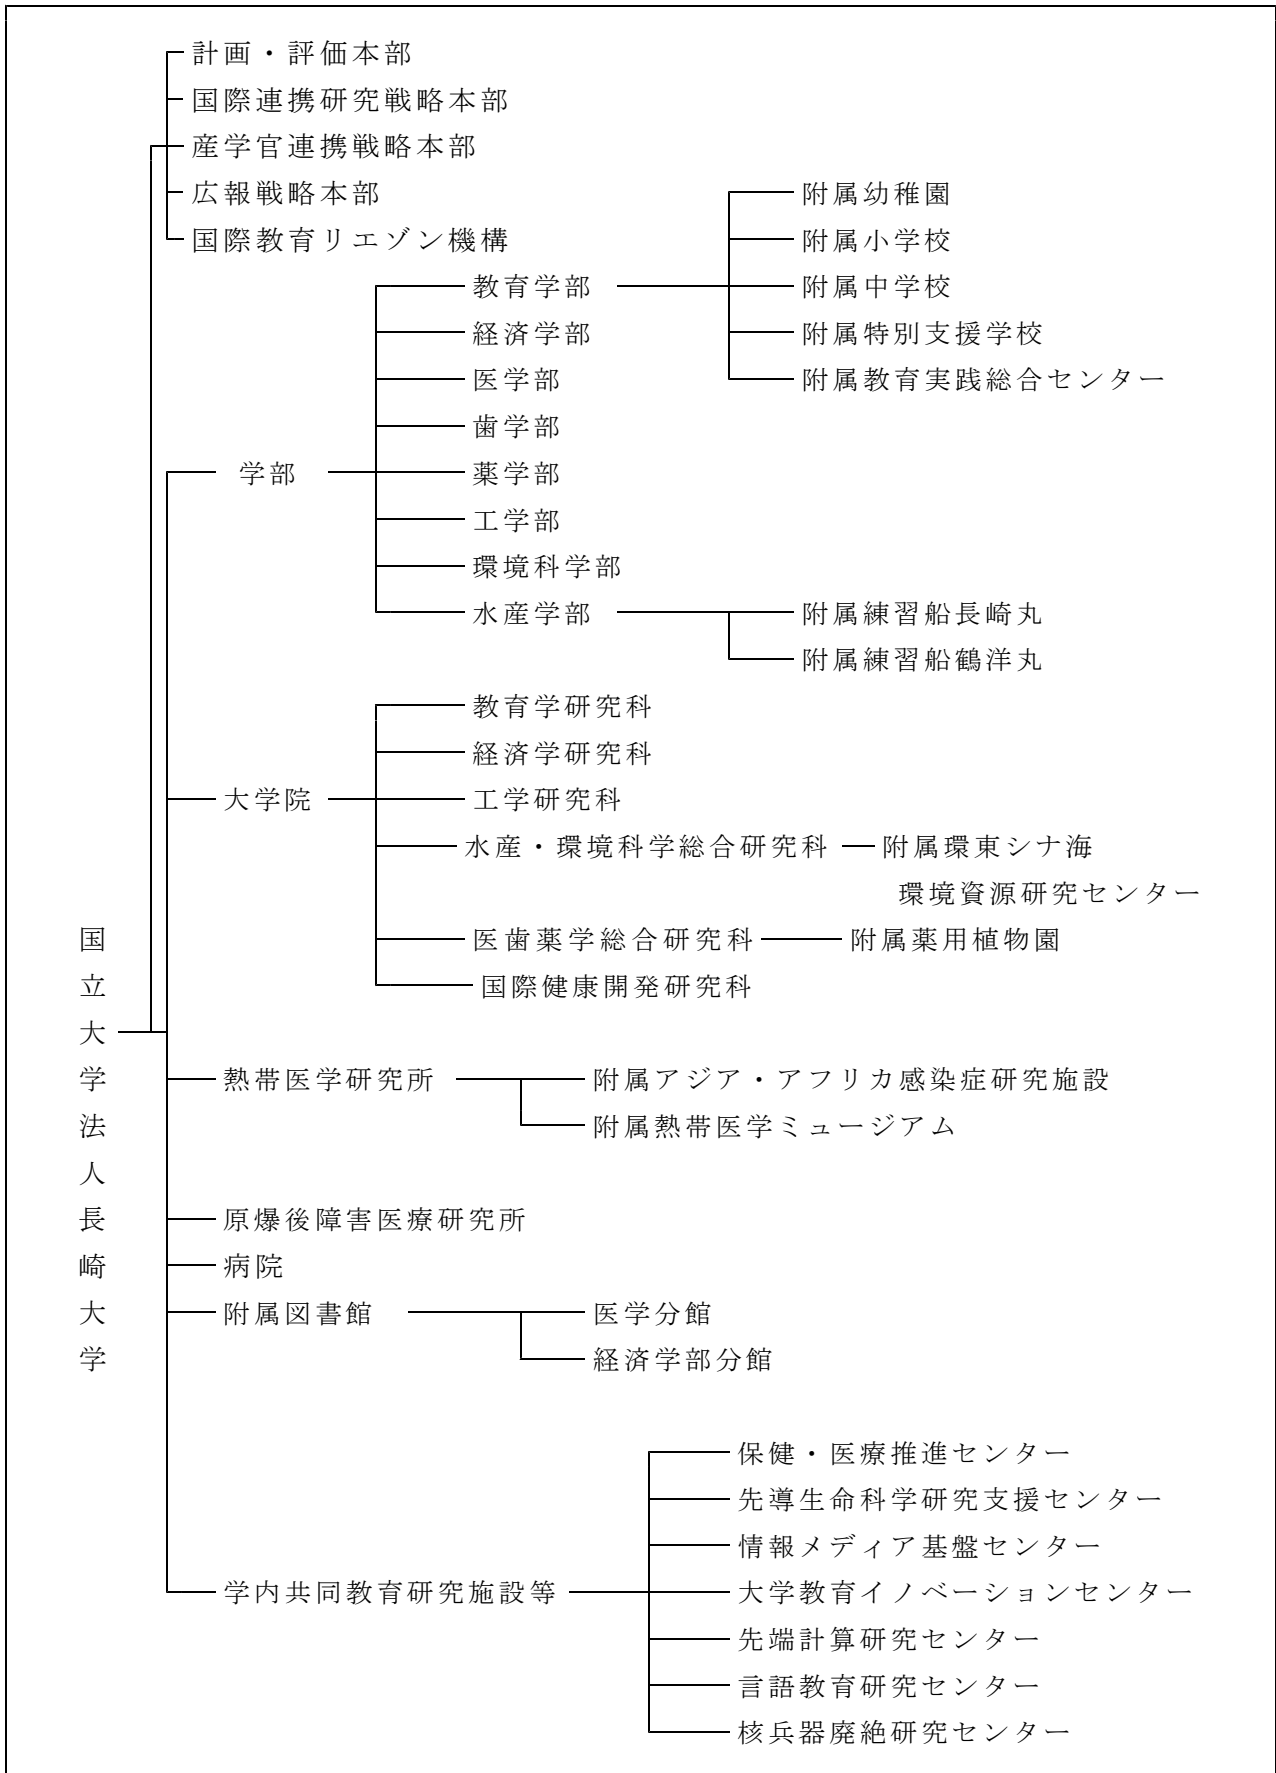 計画・評価本部
国際連携研究戦略本部
産学官連携戦略本部
広報戦略本部
附属幼稚園
国際教育リエゾン機構
附属小学校
教育学部
附属中学校
経済学部
附属特別支援学校
医学部
附属教育実践総合センター
歯学部
学部
薬学部
工学部
環境科学部
水産学部
附属練習船長崎丸
附属練習船鶴洋丸
教育学研究科
経済学研究科
大学院
工学研究科
水産・環境科学総合研究科
附属環東シナ海
環境資源研究センター
医歯薬学総合研究科
附属薬用植物園
国際健康開発研究科
国立大学法人長崎大学
熱帯医学研究所
附属アジア・アフリカ感染症研究施設
附属熱帯医学ミュージアム
原爆後障害医療研究所
病院
附属図書館
医学分館
経済学部分館
保健・医療推進センター
先導生命科学研究支援センター
情報メディア基盤センター
学内共同教育研究施設等
大学教育イノベーションセンター
先端計算研究センター
言語教育研究センター
核兵器廃絶研究センター